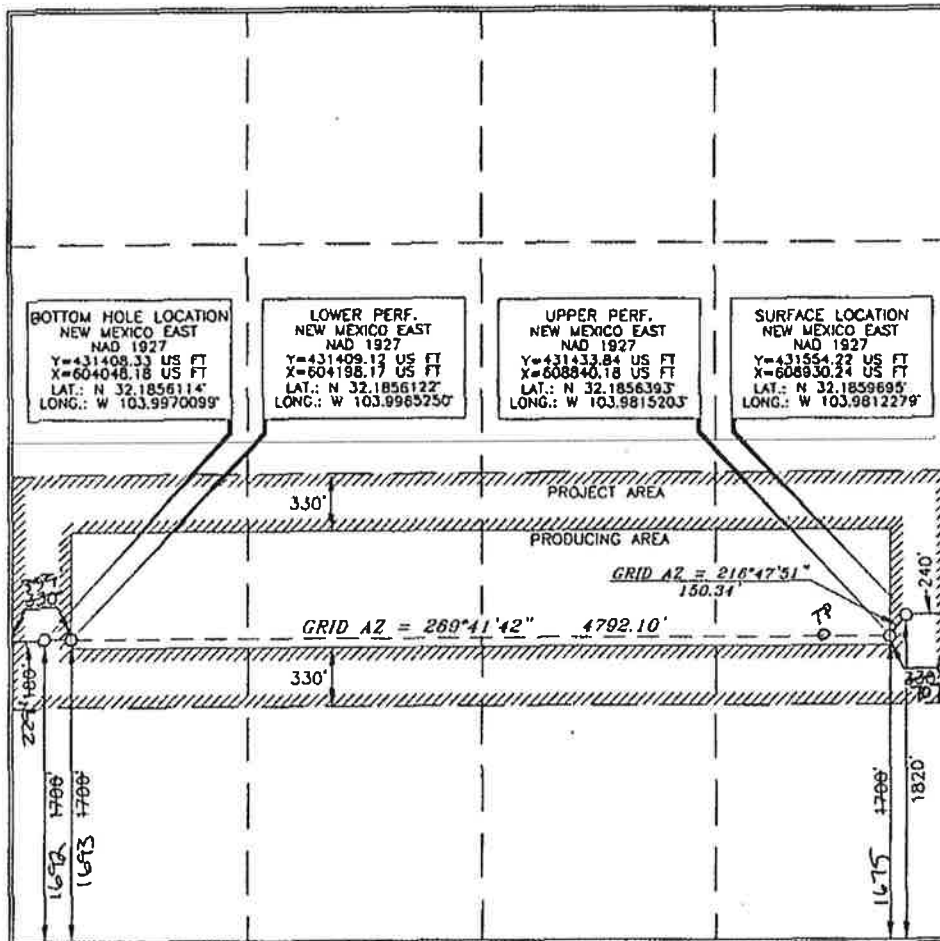 BOTTOM HOLE LOCATION
NEW MEXICO EAST
NAD 1927
Y=431408.33 US FT
X=604048.18 US FT
LAT.: N 32.1856114°
LONG.: W 103.9970099°
LOWER PERF.
NEW MEXICO EAST
NAD 1927
Y=431409.12 US FT
X=604198.17 US FT
LAT.: N 32.1856122°
LONG.: W 103.9965250°
UPPER PERF.
NEW MEXICO EAST
NAD 1927
Y=431433.84 US FT
X=608840.18 US FT
LAT.: N 32.1856393°
LONG.: W 103.9815203°
SURFACE LOCATION
NEW MEXICO EAST
NAD 1927
Y=431554.22 US FT
X=608930.24 US FT
LAT.: N 32.1859695°
LONG.: W 103.9812279°
330'
PROJECT AREA
PRODUCING AREA
GRID AZ = 216°47'51"
150.34'
240'
330'
GRID AZ = 269°41'42" 4792.10'
TP
330'
330'
180'
1700'
1692
1700'
1693
1700'
1675
1820'